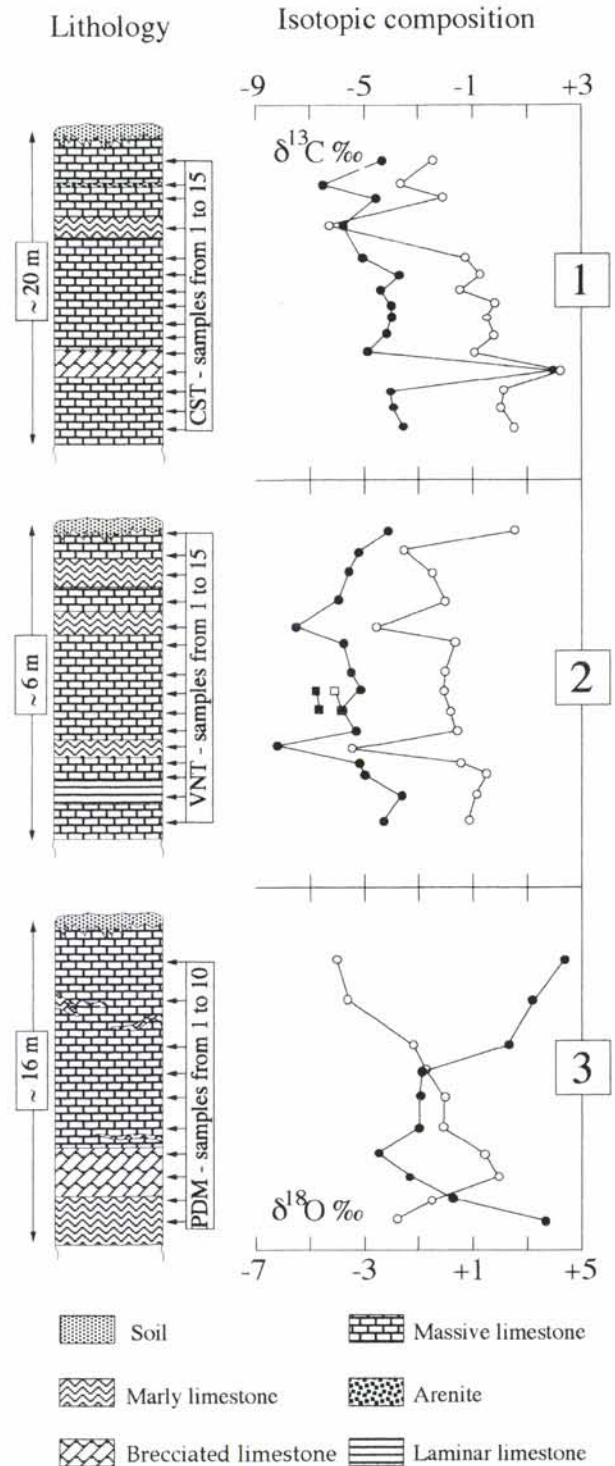 Lithology
Isotopic composition
-9 -5 -1 +3
δ¹³C ‰
~ 20 m
CST - samples from 1 to 15
1
~ 6 m
VNT - samples from 1 to 15
2
~ 16 m
PDM - samples from 1 to 10
3
δ¹⁸O ‰
-7 -3 +1 +5
Soil
Massive limestone
Marly limestone
Arenite
Brecciated limestone
Laminar limestone